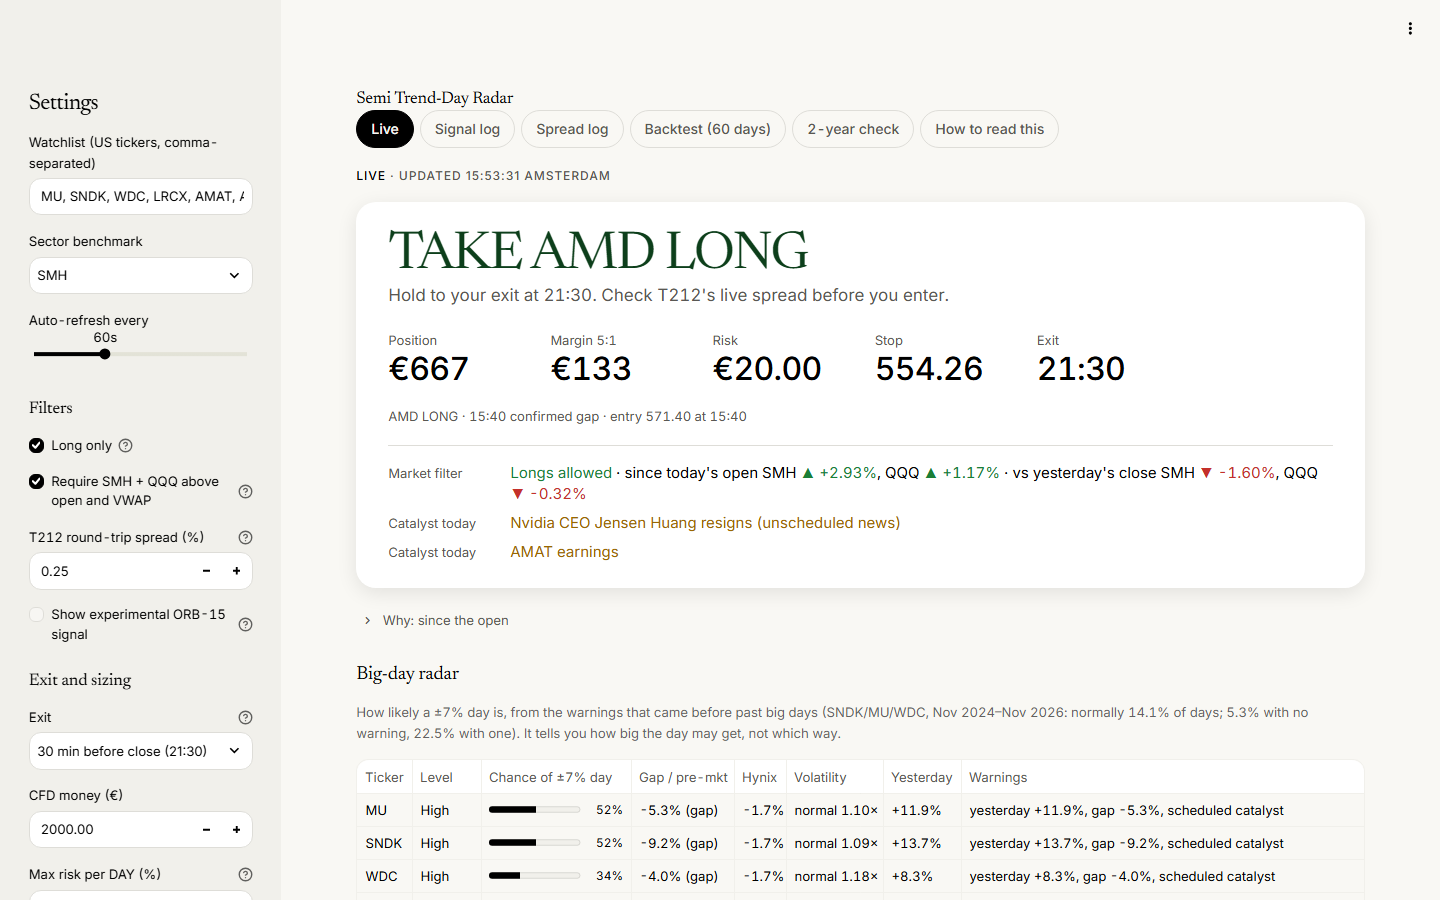 Settings
Watchlist (US tickers, comma-
separated)
MU, SNDK, WDC, LRCX, AMAT,
Sector benchmark
SMH
Auto-refresh every
60s
Filters
Long only
Require SMH + QQQ above
open and VWAP
T212 round-trip spread (%)
0.25
Show experimental ORB-15
signal
Exit and sizing
Exit
30 min before close (21:30)
CFD money (€)
2000.00
Max risk per DAY (%)
Semi Trend-Day Radar
Live
Signal log
Spread log
Backtest (60 days)
2-year check
How to read this
LIVE · UPDATED 15:53:31 AMSTERDAM
TAKE AMD LONG
Hold to your exit at 21:30. Check T212's live spread before you enter.
Position Margin 5:1 Risk Stop Exit
€667 €133 €20.00 554.26 21:30
AMD LONG · 15:40 confirmed gap · entry 571.40 at 15:40
Market filter Longs allowed · since today's open SMH ▲ +2.93%, QQQ ▲ +1.17% · vs yesterday's close SMH ▼ -1.60%, QQQ
▼ -0.32%
Catalyst today Nvidia CEO Jensen Huang resigns (unscheduled news)
Catalyst today AMAT earnings
Why: since the open
Big-day radar
How likely a ±7% day is, from the warnings that came before past big days (SNDK/MU/WDC, Nov 2024–Nov 2026: normally 14.1% of days; 5.3% with no
warning, 22.5% with one). It tells you how big the day may get, not which way.
Ticker Level Chance of ±7% day Gap / pre-mkt Hynix Volatility Yesterday Warnings
MU High 52% -5.3% (gap) -1.7% normal 1.10× +11.9% yesterday +11.9%, gap -5.3%, scheduled catalyst
SNDK High 52% -9.2% (gap) -1.7% normal 1.09× +13.7% yesterday +13.7%, gap -9.2%, scheduled catalyst
WDC High 34% -4.0% (gap) -1.7% normal 1.18× +8.3% yesterday +8.3%, gap -4.0%, scheduled catalyst